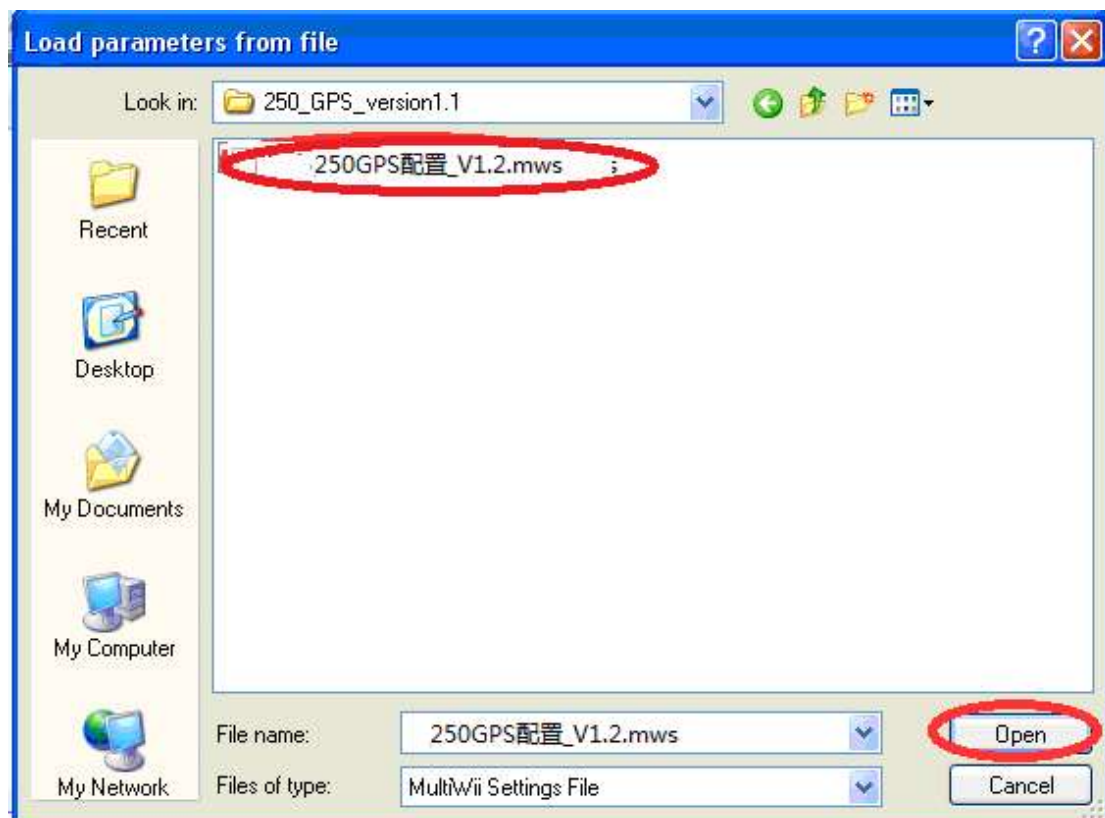 Load parameters from file
Look in: 250_GPS_version1.1
250GPS配置_V1.2.mws s
Recent
Desktop
My Documents
My Computer
My Network
File name: 250GPS配置_V1.2.mws Open
Files of type: MultiWii Settings File Cancel